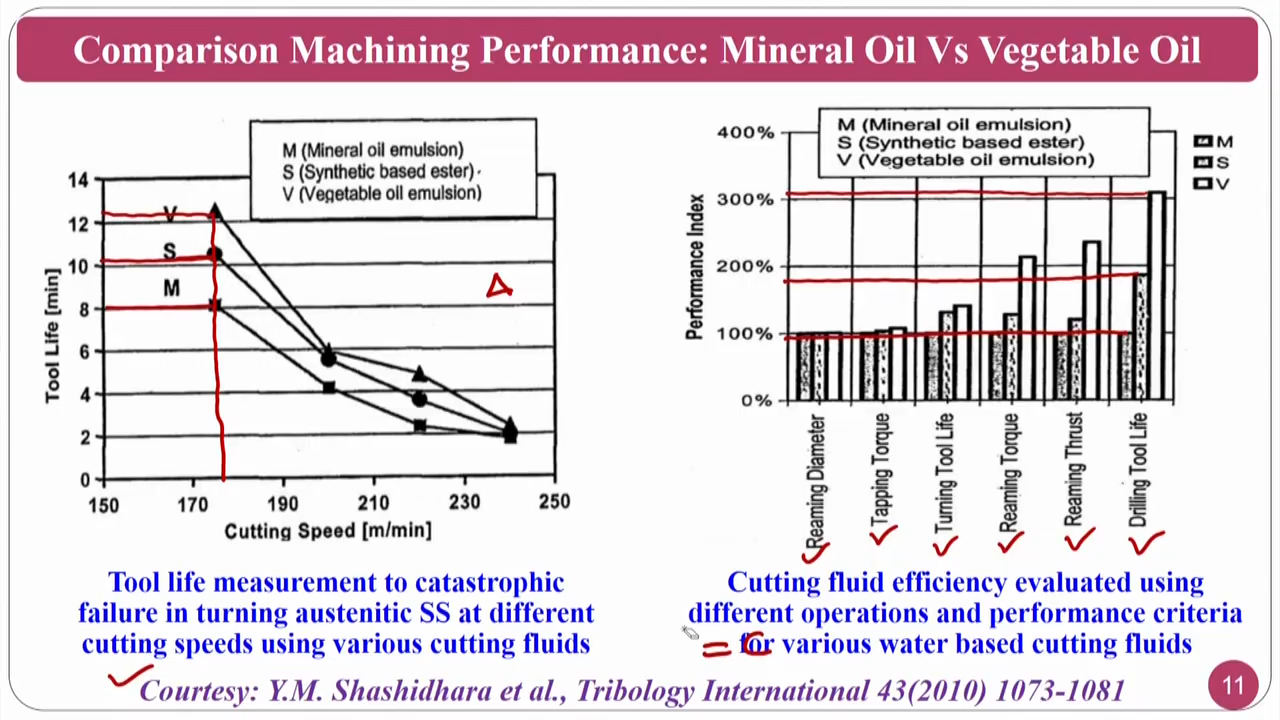 Comparison Machining Performance: Mineral Oil Vs Vegetable Oil
M (Mineral oil emulsion)
S (Synthetic based ester)
V (Vegetable oil emulsion)
14
12
10
8
6
4
2
0
V
S
M
Tool Life [min]
150
170
190
210
230
250
Cutting Speed [m/min]
M (Mineral oil emulsion)
S (Synthetic based ester)
V (Vegetable oil emulsion)
400%
300%
200%
100%
0%
Performance Index
M
S
V
Reaming Diameter
Tapping Torque
Turning Tool Life
Reaming Torque
Reaming Thrust
Drilling Tool Life
Tool life measurement to catastrophic
failure in turning austenitic SS at different
cutting speeds using various cutting fluids
Cutting fluid efficiency evaluated using
different operations and performance criteria
for various water based cutting fluids
Courtesy: Y.M. Shashidhara et al., Tribology International 43(2010) 1073-1081
11